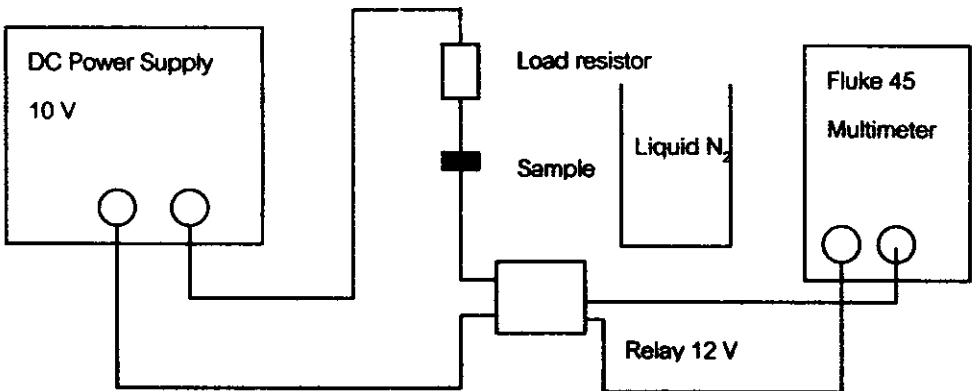 DC Power Supply
10 V
Load resistor
Sample
Liquid N₂
Fluke 45
Multimeter
Relay 12 V